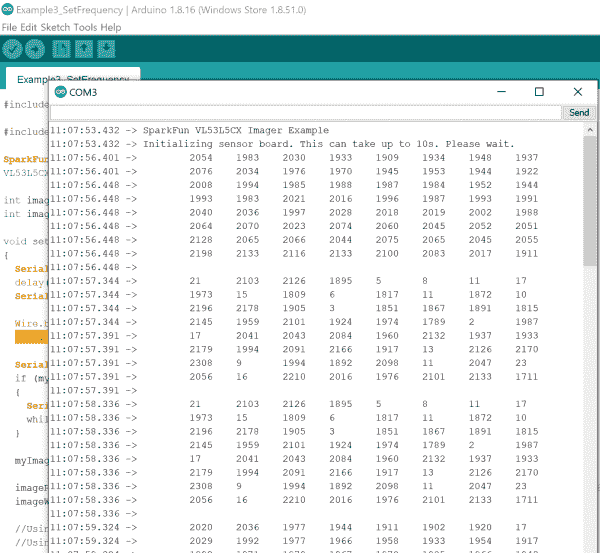 Example3_SetFrequency | Arduino 1.8.16 (Windows Store 1.8.51.0)
File Edit Sketch Tools Help
Example3_SetFrequency
COM3
Send
#include
#include
SparkFun
VL53L5CX
int imag
int imag
void set
{
Serial
delay(
Serial
Wire.b
Serial
if (my
{
Seri
whil
}
myImag
imageR
imageW
//Usin
//Usin
11:07:53.432 -> SparkFun VL53L5CX Imager Example
11:07:53.432 -> Initializing sensor board. This can take up to 10s. Please wait.
11:07:56.401 -> 2054 1983 2030 1933 1909 1934 1948 1937
11:07:56.448 -> 2076 2034 1976 1970 1945 1953 1944 1922
11:07:56.448 -> 2008 1994 1985 1988 1987 1984 1952 1944
11:07:56.448 -> 1993 1983 2021 2016 1996 1987 1993 1991
11:07:56.448 -> 2040 2036 1997 2028 2018 2019 2002 1988
11:07:56.448 -> 2064 2070 2023 2074 2060 2045 2052 2051
11:07:56.448 -> 2128 2065 2066 2044 2075 2065 2045 2055
11:07:56.448 -> 2198 2133 2116 2133 2100 2083 2017 1911
11:07:56.448 ->
11:07:57.344 -> 21 2103 2126 1895 5 8 11 17
11:07:57.344 -> 1973 15 1809 6 1817 11 1872 10
11:07:57.344 -> 2196 2178 1905 3 1851 1867 1891 1815
11:07:57.344 -> 2145 1959 2101 1924 1974 1789 2 1987
11:07:57.391 -> 17 2041 2043 2084 1960 2132 1937 1933
11:07:57.391 -> 2179 1994 2091 2166 1917 13 2126 2170
11:07:57.391 -> 2308 9 1994 1892 2098 11 2047 23
11:07:57.391 -> 2056 16 2210 2016 1976 2101 2133 1711
11:07:57.391 ->
11:07:58.336 -> 21 2103 2126 1895 5 8 11 17
11:07:58.336 -> 1973 15 1809 6 1817 11 1872 10
11:07:58.336 -> 2196 2178 1905 3 1851 1867 1891 1815
11:07:58.336 -> 2145 1959 2101 1924 1974 1789 2 1987
11:07:58.336 -> 17 2041 2043 2084 1960 2132 1937 1933
11:07:58.336 -> 2179 1994 2091 2166 1917 13 2126 2170
11:07:58.336 -> 2308 9 1994 1892 2098 11 2047 23
11:07:58.336 -> 2056 16 2210 2016 1976 2101 2133 1711
11:07:58.336 ->
11:07:59.324 -> 2020 2036 1977 1944 1911 1902 1920 17
11:07:59.324 -> 2029 1992 1977 1966 1958 1933 1954 1917